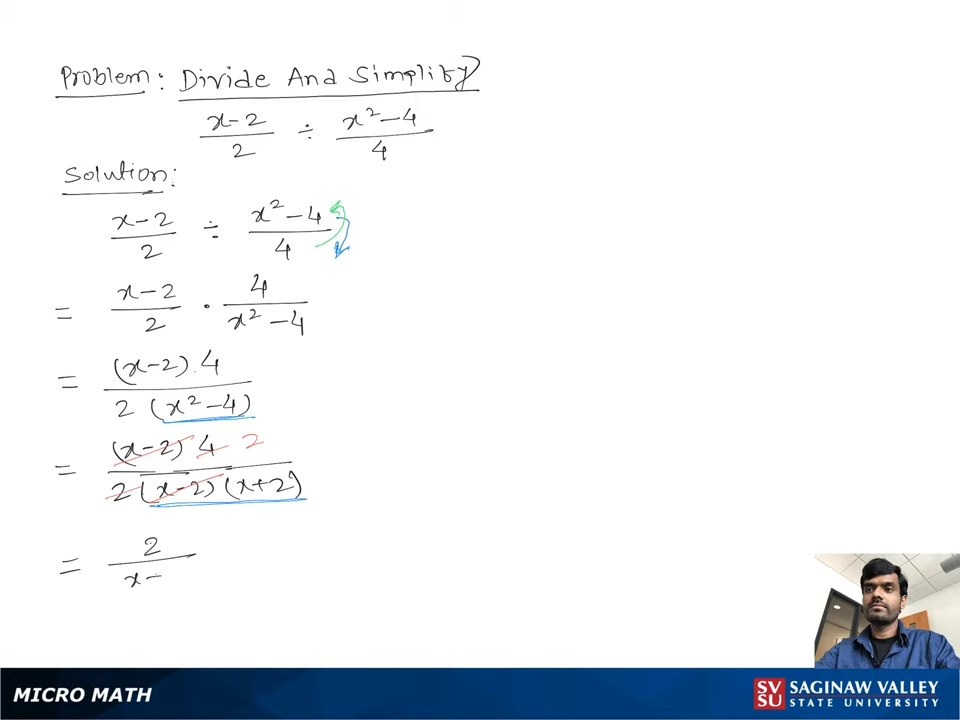 Problem: Divide And Simplify
x-2/2 ÷ x²-4/4
Solution:
x-2/2 ÷ x²-4/4
= x-2/2 · 4/x²-4
= (x-2).4/2(x²-4)
= (x-2) 4 2/2(x-2)(x+2)
= 2/x-
MICRO MATH
SV SU SAGINAW VALLEY
STATE UNIVERSITY